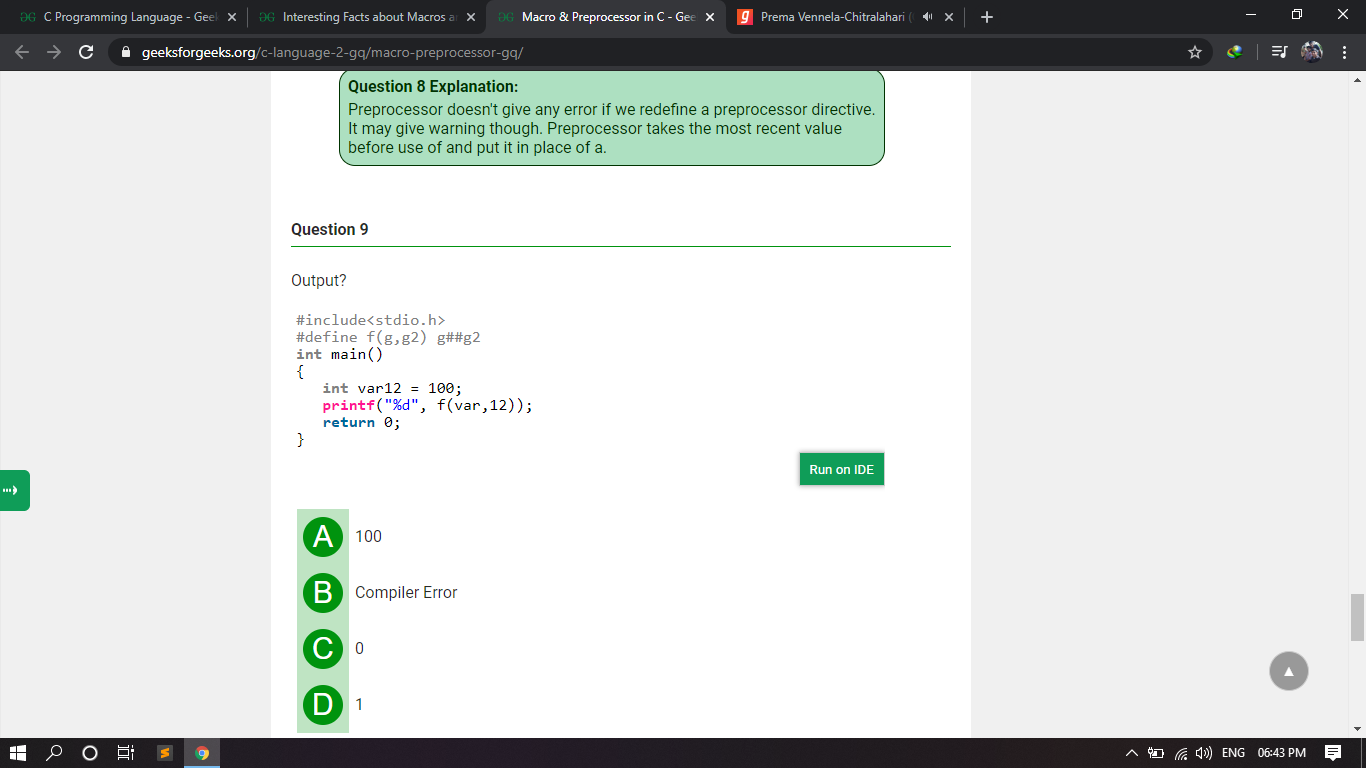 C Programming Language - Geek
Interesting Facts about Macros a
Macro & Preprocessor in C - Gee
Prema Vennela-Chitralahari (
geeksforgeeks.org/c-language-2-gq/macro-preprocessor-gq/
Question 8 Explanation:
Preprocessor doesn't give any error if we redefine a preprocessor directive.
It may give warning though. Preprocessor takes the most recent value
before use of and put it in place of a.
Question 9
Output?
#include<stdio.h>
#define f(g,g2) g##g2
int main()
{
int var12 = 100;
printf("%d", f(var,12));
return 0;
}
Run on IDE
A 100
B Compiler Error
C 0
D 1
ENG 06:43 PM